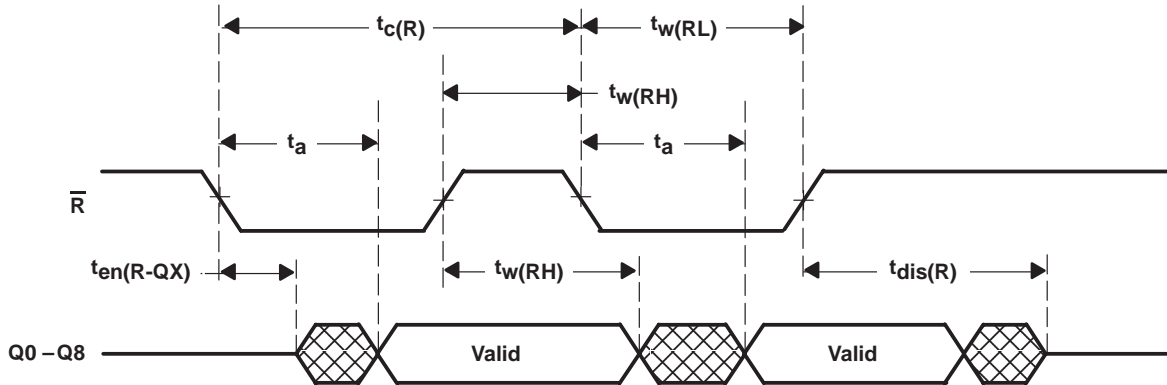 tc(R)
tw(RL)
tw(RH)
ta
ta
R̅
ten(R-QX)
tw(RH)
tdis(R)
Q0 – Q8
Valid
Valid